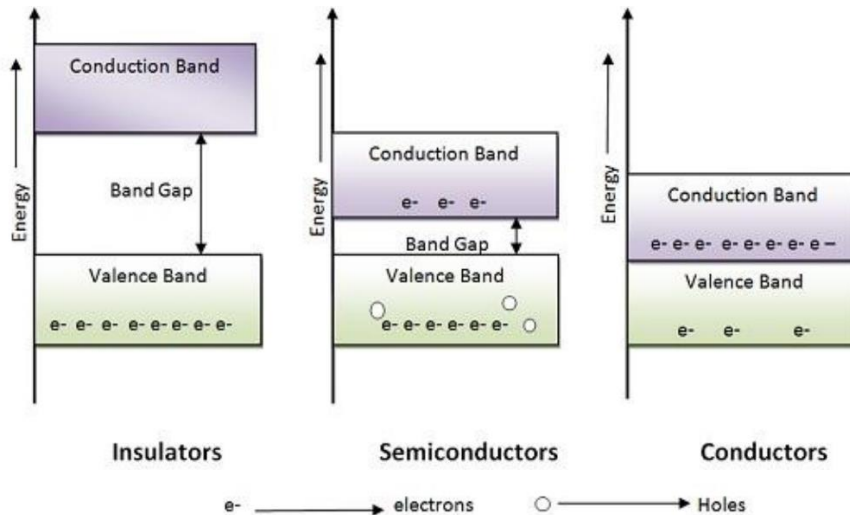 Conduction Band
Band Gap
Energy
Valence Band
e- e- e- e- e- e- e- e-
Insulators
Conduction Band
e- e- e-
Energy
Band Gap
Valence Band
e- e- e- e- e- e-
Semiconductors
Conduction Band
e- e- e- e- e- e- e- e –
Energy
Valence Band
e- e- e-
Conductors
e- electrons Holes